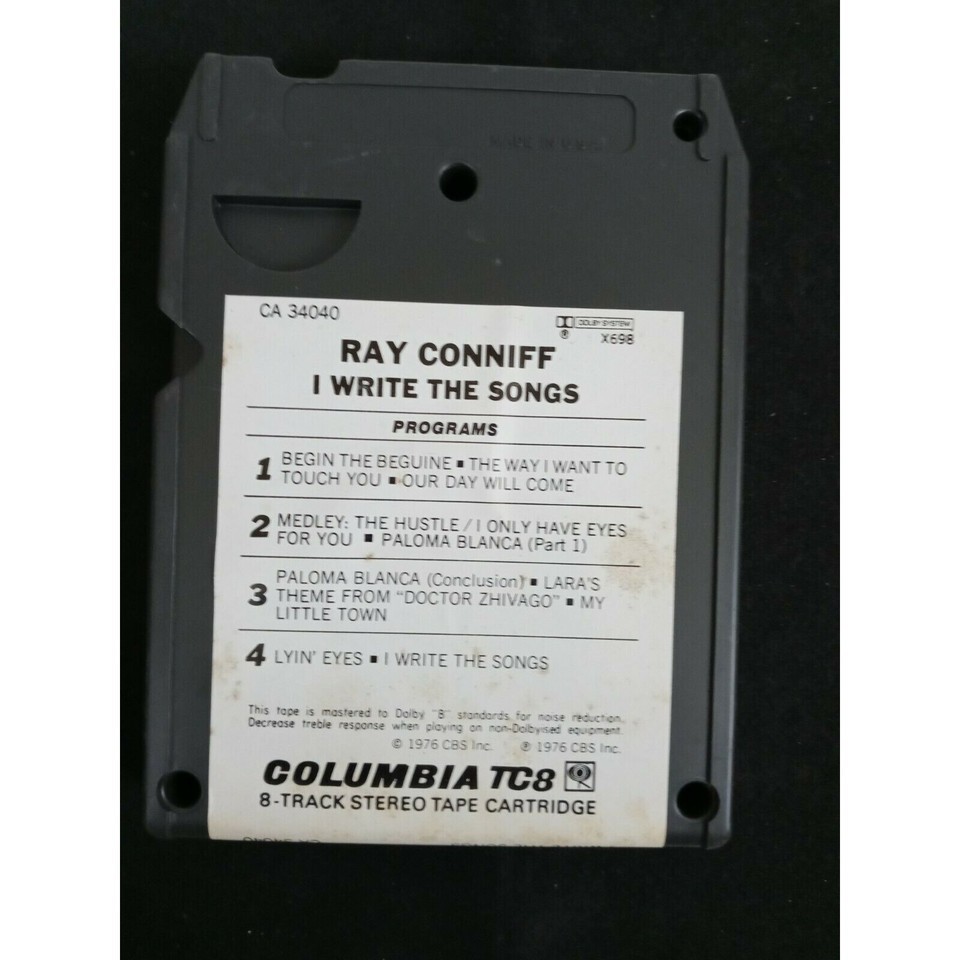 MADE IN U.S.A.
CA 34040
DOLBY SYSTEM
℗ X698
RAY CONNIFF
I WRITE THE SONGS
PROGRAMS
1 BEGIN THE BEGUINE ▪ THE WAY I WANT TO
TOUCH YOU ▪ OUR DAY WILL COME
2 MEDLEY: THE HUSTLE / I ONLY HAVE EYES
FOR YOU ▪ PALOMA BLANCA (Part 1)
3 PALOMA BLANCA (Conclusion) ▪ LARA'S
THEME FROM "DOCTOR ZHIVAGO" ▪ MY
LITTLE TOWN
4 LYIN' EYES ▪ I WRITE THE SONGS
This tape is mastered to Dolby "B" standards for noise reduction.
Decrease treble response when playing on non-Dolbyised equipment.
© 1976 CBS Inc. ℗ 1976 CBS Inc.
COLUMBIA TC8
8-TRACK STEREO TAPE CARTRIDGE